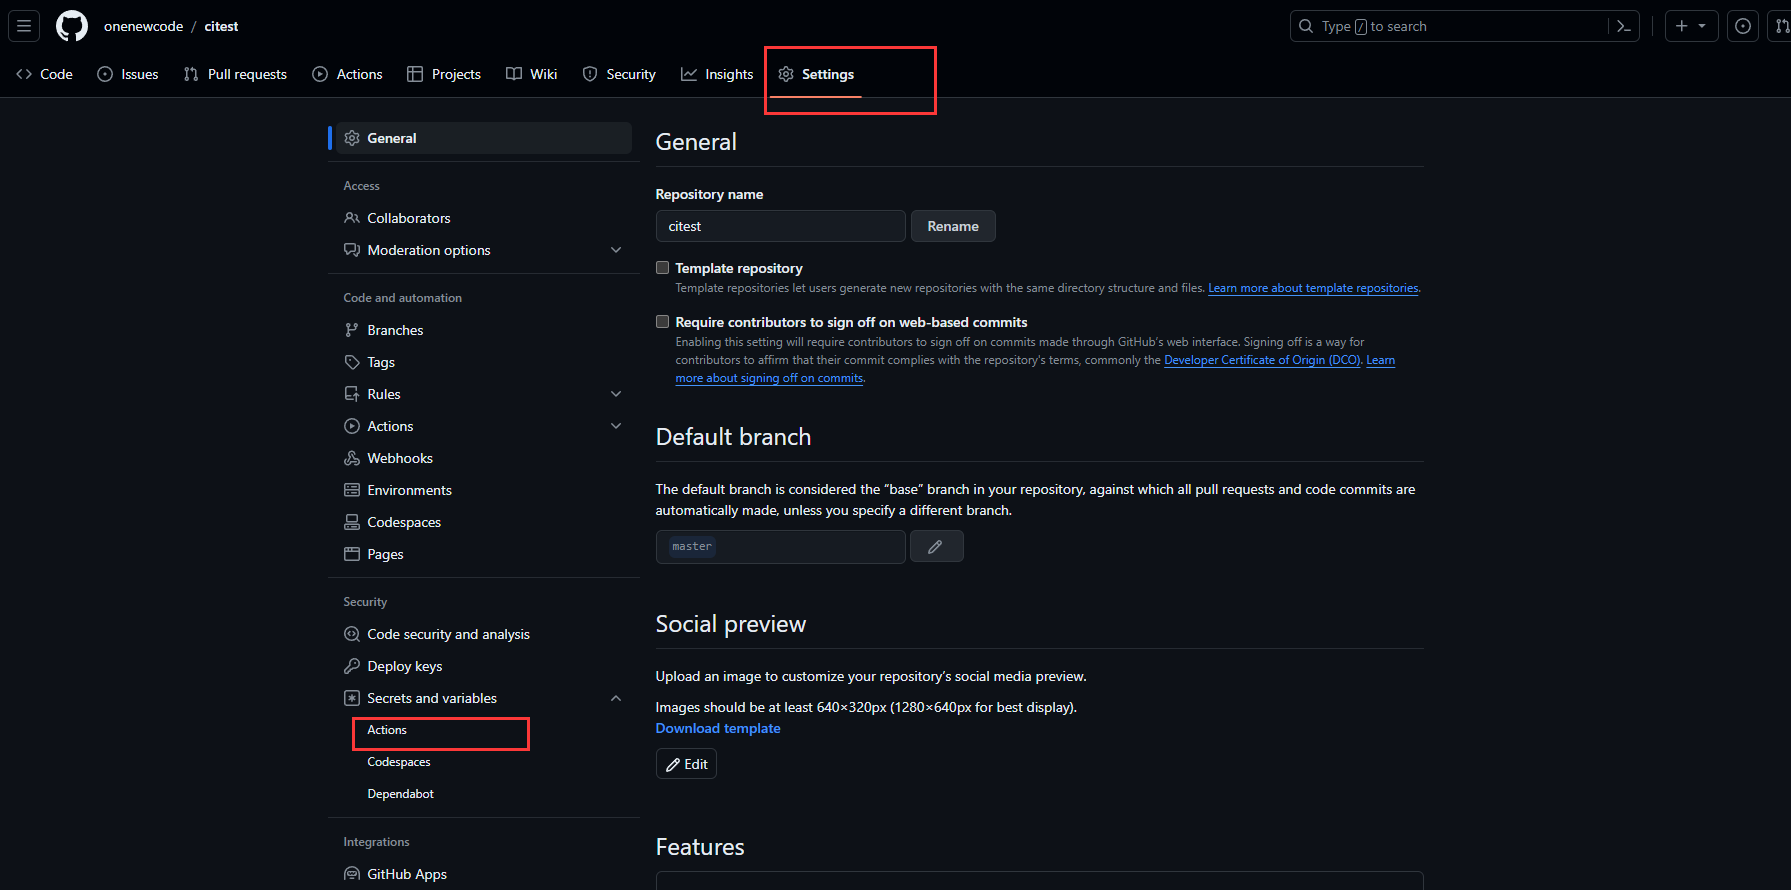 onenewcode / citest
Type / to search
Code
Issues
Pull requests
Actions
Projects
Wiki
Security
Insights
Settings
General
Access
Collaborators
Moderation options
Code and automation
Branches
Tags
Rules
Actions
Webhooks
Environments
Codespaces
Pages
Security
Code security and analysis
Deploy keys
Secrets and variables
Actions
Codespaces
Dependabot
Integrations
GitHub Apps
General
Repository name
citest
Rename
Template repository
Template repositories let users generate new repositories with the same directory structure and files. Learn more about template repositories.
Require contributors to sign off on web-based commits
Enabling this setting will require contributors to sign off on commits made through GitHub's web interface. Signing off is a way for
contributors to affirm that their commit complies with the repository's terms, commonly the Developer Certificate of Origin (DCO). Learn
more about signing off on commits.
Default branch
The default branch is considered the “base” branch in your repository, against which all pull requests and code commits are
automatically made, unless you specify a different branch.
master
Social preview
Upload an image to customize your repository's social media preview.
Images should be at least 640×320px (1280×640px for best display).
Download template
Edit
Features